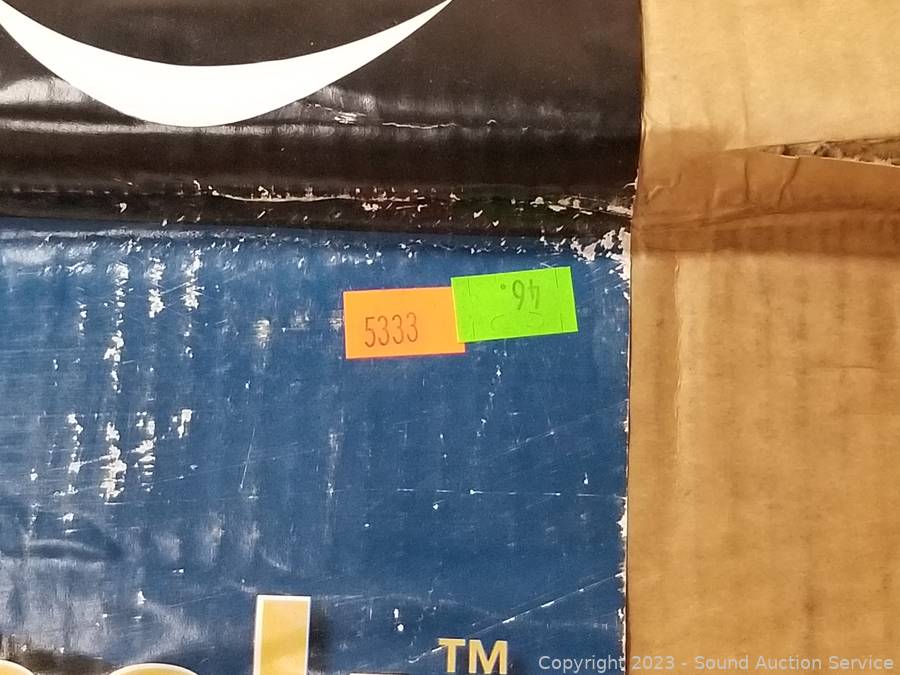 5333
46.
TM
Copyright 2023 - Sound Auction Service